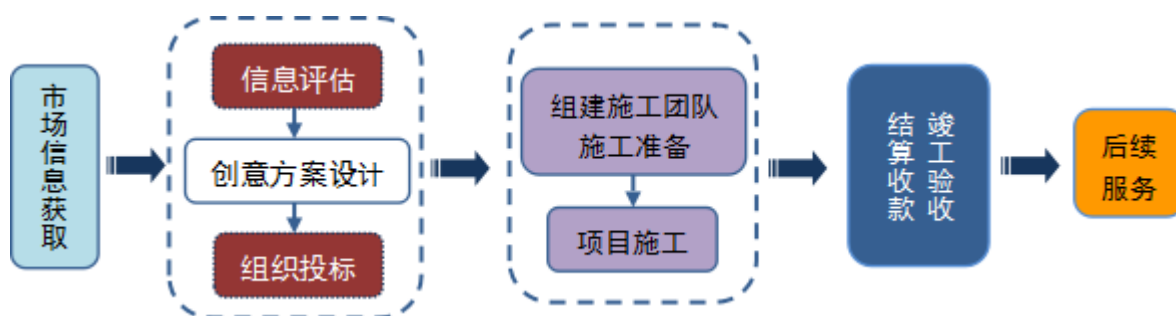 市场信息获取
信息评估
创意方案设计
组织投标
组建施工团队
施工准备
项目施工
竣工验收
结算收款
后续
服务